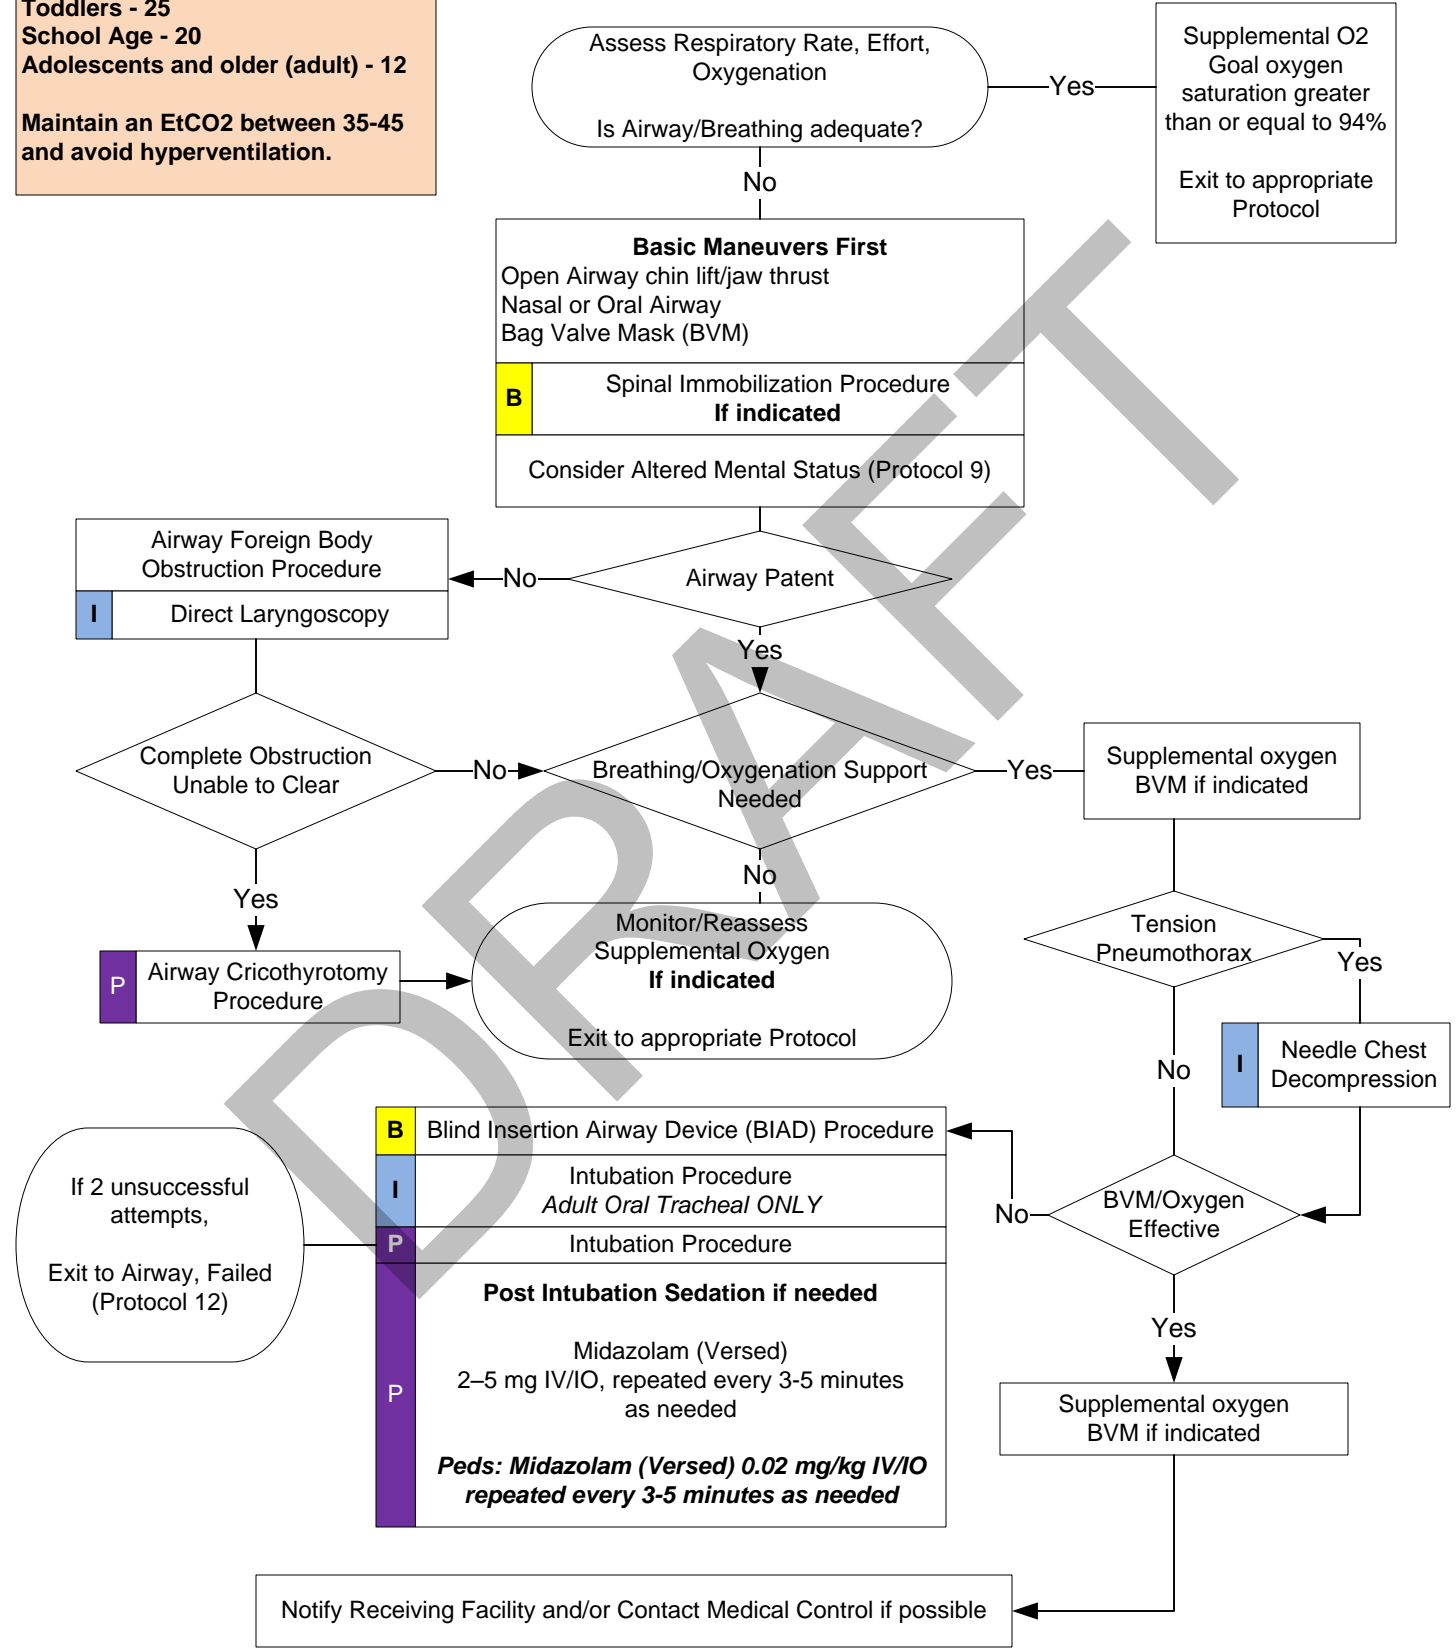 Toddlers - 25
School Age - 20
Adolescents and older (adult) - 12
Maintain an EtCO2 between 35-45
and avoid hyperventilation.
Assess Respiratory Rate, Effort,
Oxygenation
Is Airway/Breathing adequate?
Yes
Supplemental O2
Goal oxygen
saturation greater
than or equal to 94%
Exit to appropriate
Protocol
No
Basic Maneuvers First
Open Airway chin lift/jaw thrust
Nasal or Oral Airway
Bag Valve Mask (BVM)
B
Spinal Immobilization Procedure
If indicated
Consider Altered Mental Status (Protocol 9)
Airway Patent
No
Airway Foreign Body
Obstruction Procedure
I
Direct Laryngoscopy
Yes
Complete Obstruction
Unable to Clear
No
Breathing/Oxygenation Support
Needed
Yes
Supplemental oxygen
BVM if indicated
Yes
No
P
Airway Cricothyrotomy
Procedure
Monitor/Reassess
Supplemental Oxygen
If indicated
Exit to appropriate Protocol
Tension
Pneumothorax
Yes
No
I
Needle Chest
Decompression
BVM/Oxygen
Effective
No
B
Blind Insertion Airway Device (BIAD) Procedure
I
Intubation Procedure
Adult Oral Tracheal ONLY
P
Intubation Procedure
If 2 unsuccessful
attempts,
Exit to Airway, Failed
(Protocol 12)
P
Post Intubation Sedation if needed
Midazolam (Versed)
2–5 mg IV/IO, repeated every 3-5 minutes
as needed
Peds: Midazolam (Versed) 0.02 mg/kg IV/IO
repeated every 3-5 minutes as needed
Yes
Supplemental oxygen
BVM if indicated
Notify Receiving Facility and/or Contact Medical Control if possible
DRAFT